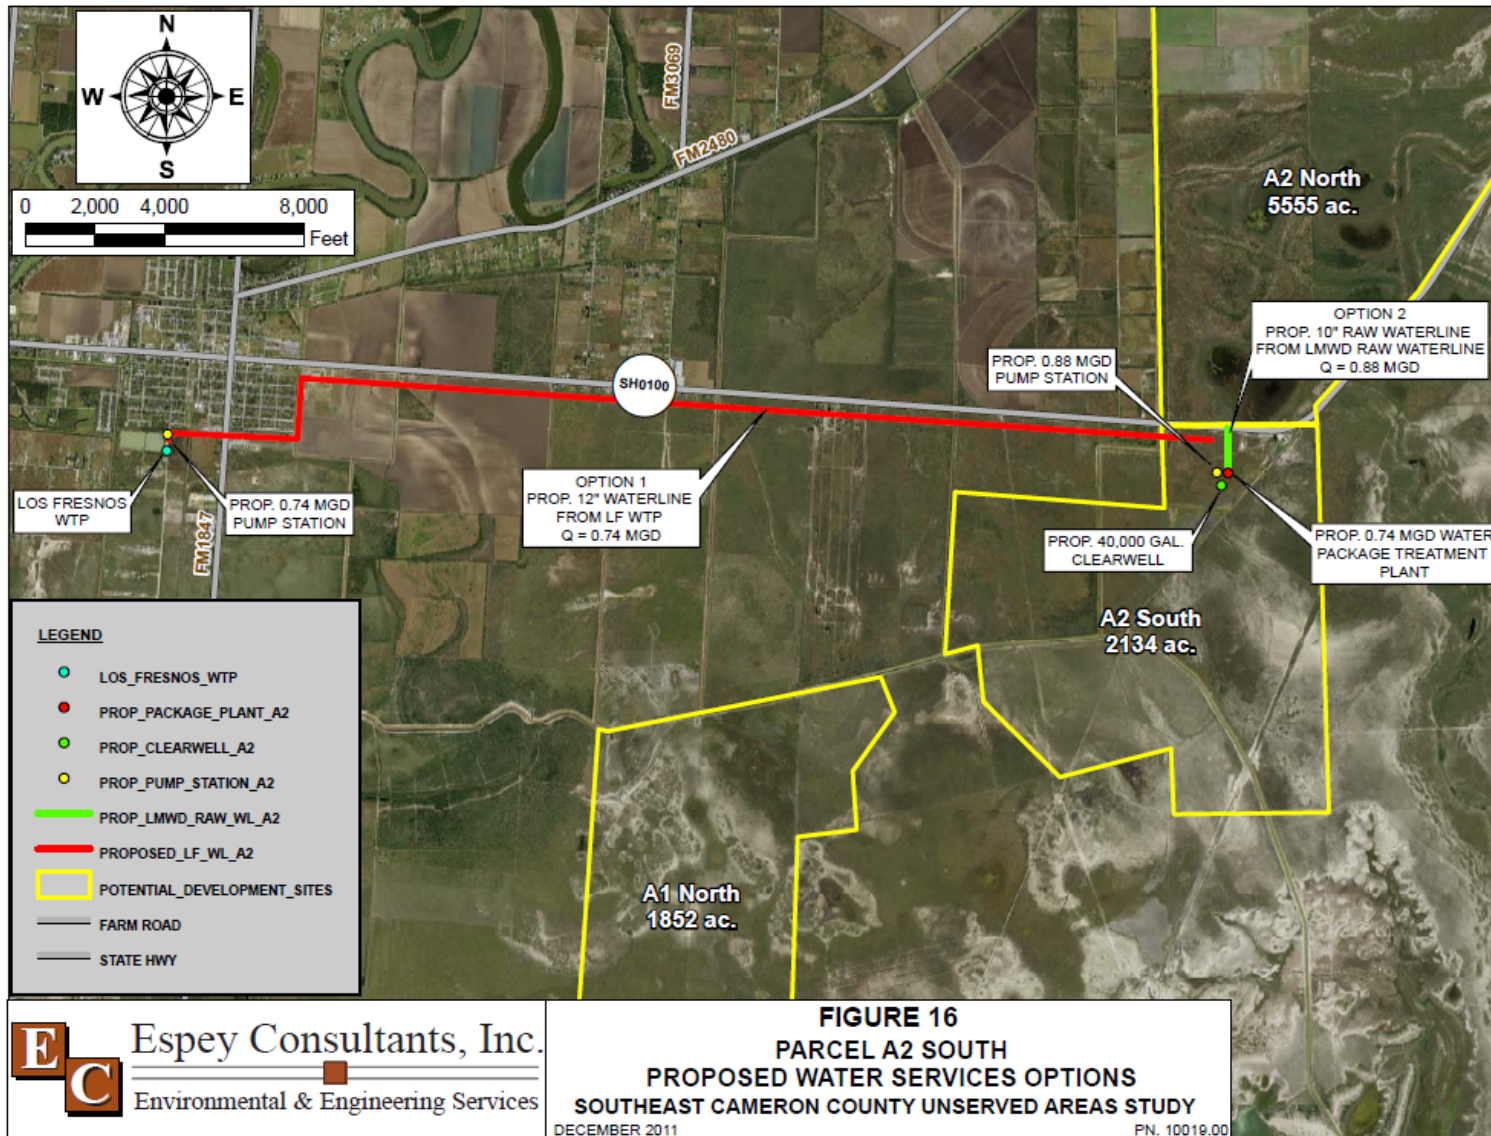 N
W
E
S
0 2,000 4,000 8,000
Feet
FM3069
FM2480
A2 North
5555 ac.
OPTION 2
PROP. 10" RAW WATERLINE
FROM LMWD RAW WATERLINE
Q = 0.88 MGD
PROP. 0.88 MGD
PUMP STATION
SH0100
OPTION 1
PROP. 12" WATERLINE
FROM LF WTP
Q = 0.74 MGD
LOS FRESNOS
WTP
PROP. 0.74 MGD
PUMP STATION
FM1847
PROP. 40,000 GAL.
CLEARWELL
PROP. 0.74 MGD WATER
PACKAGE TREATMENT
PLANT
A2 South
2134 ac.
A1 North
1852 ac.
LEGEND
LOS_FRESNOS_WTP
PROP_PACKAGE_PLANT_A2
PROP_CLEARWELL_A2
PROP_PUMP_STATION_A2
PROP_LMWD_RAW_WL_A2
PROPOSED_LF_WL_A2
POTENTIAL_DEVELOPMENT_SITES
FARM ROAD
STATE HWY
E
C
Espey Consultants, Inc.
Environmental & Engineering Services
FIGURE 16
PARCEL A2 SOUTH
PROPOSED WATER SERVICES OPTIONS
SOUTHEAST CAMERON COUNTY UNSERVED AREAS STUDY
DECEMBER 2011 PN. 10019.00